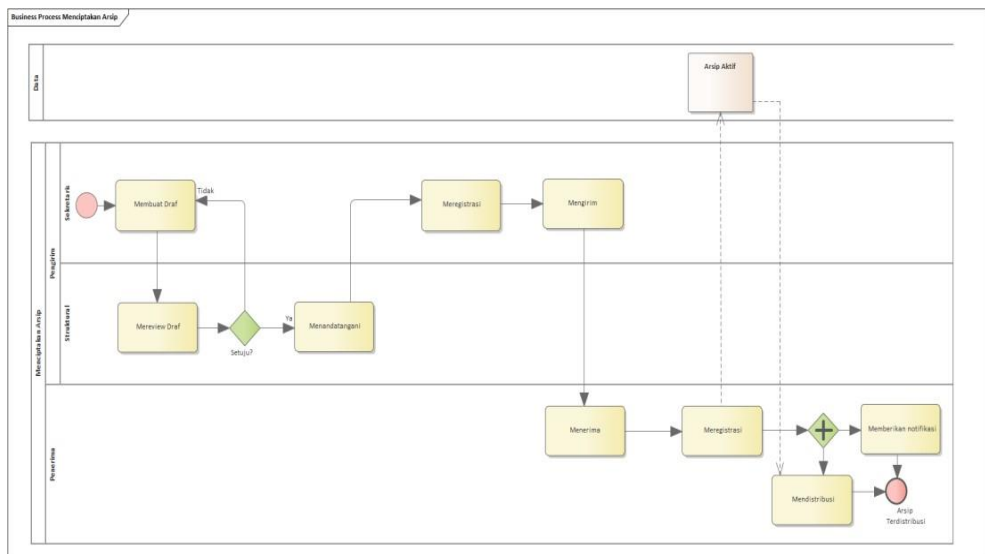 Business Process Menciptakan Arsip
Data
Arsip Aktif
Menciptakan Arsip
Pengirim
Sekretaris
Membuat Draf
Tidak
Meregistrasi
Mengirim
Struktural
Mereview Draf
Setuju?
Ya
Menandatangani
Penerima
Menerima
Meregistrasi
Memberikan notifikasi
Mendistribusi
Arsip
Terdistribusi